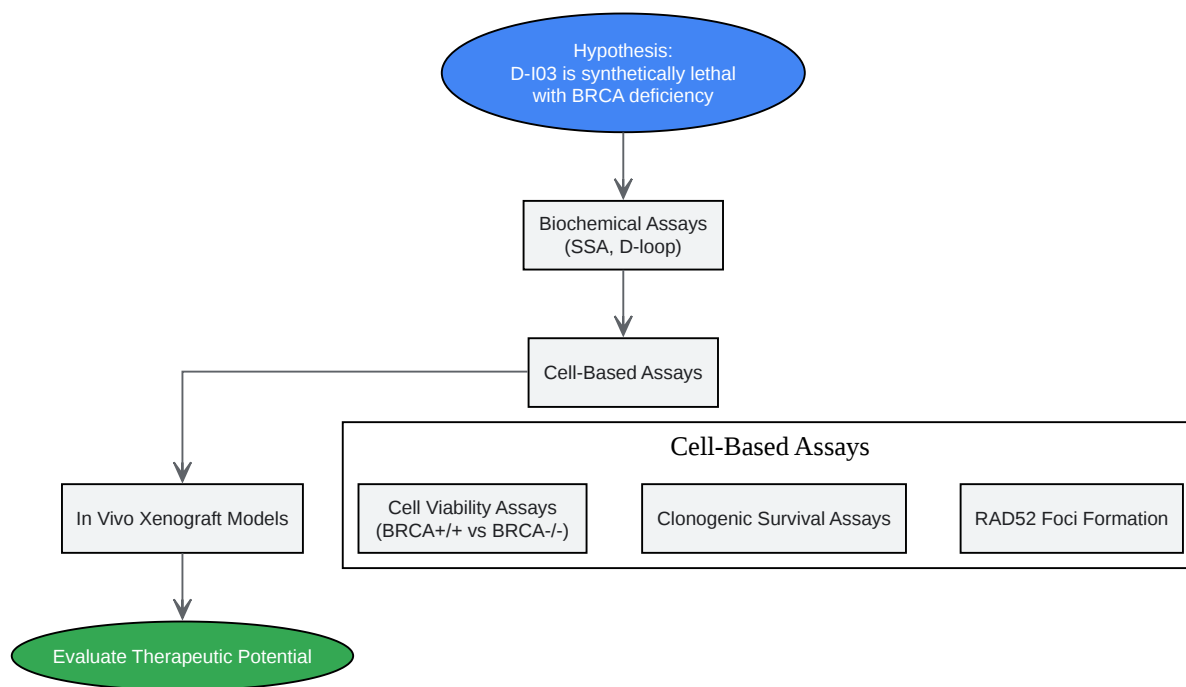 Hypothesis:
D-I03 is synthetically lethal
with BRCA deficiency
Biochemical Assays
(SSA, D-loop)
Cell-Based Assays
Cell-Based Assays
In Vivo Xenograft Models
Cell Viability Assays
(BRCA+/+ vs BRCA-/-)
Clonogenic Survival Assays
RAD52 Foci Formation
Evaluate Therapeutic Potential